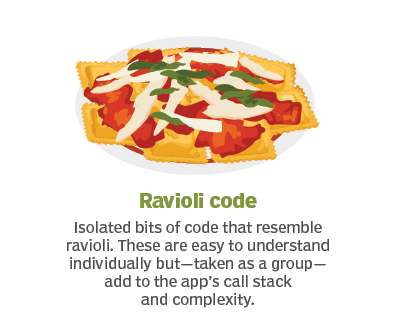 Ravioli code
Isolated bits of code that resemble
ravioli. These are easy to understand
individually but—taken as a group—
add to the app's call stack
and complexity.